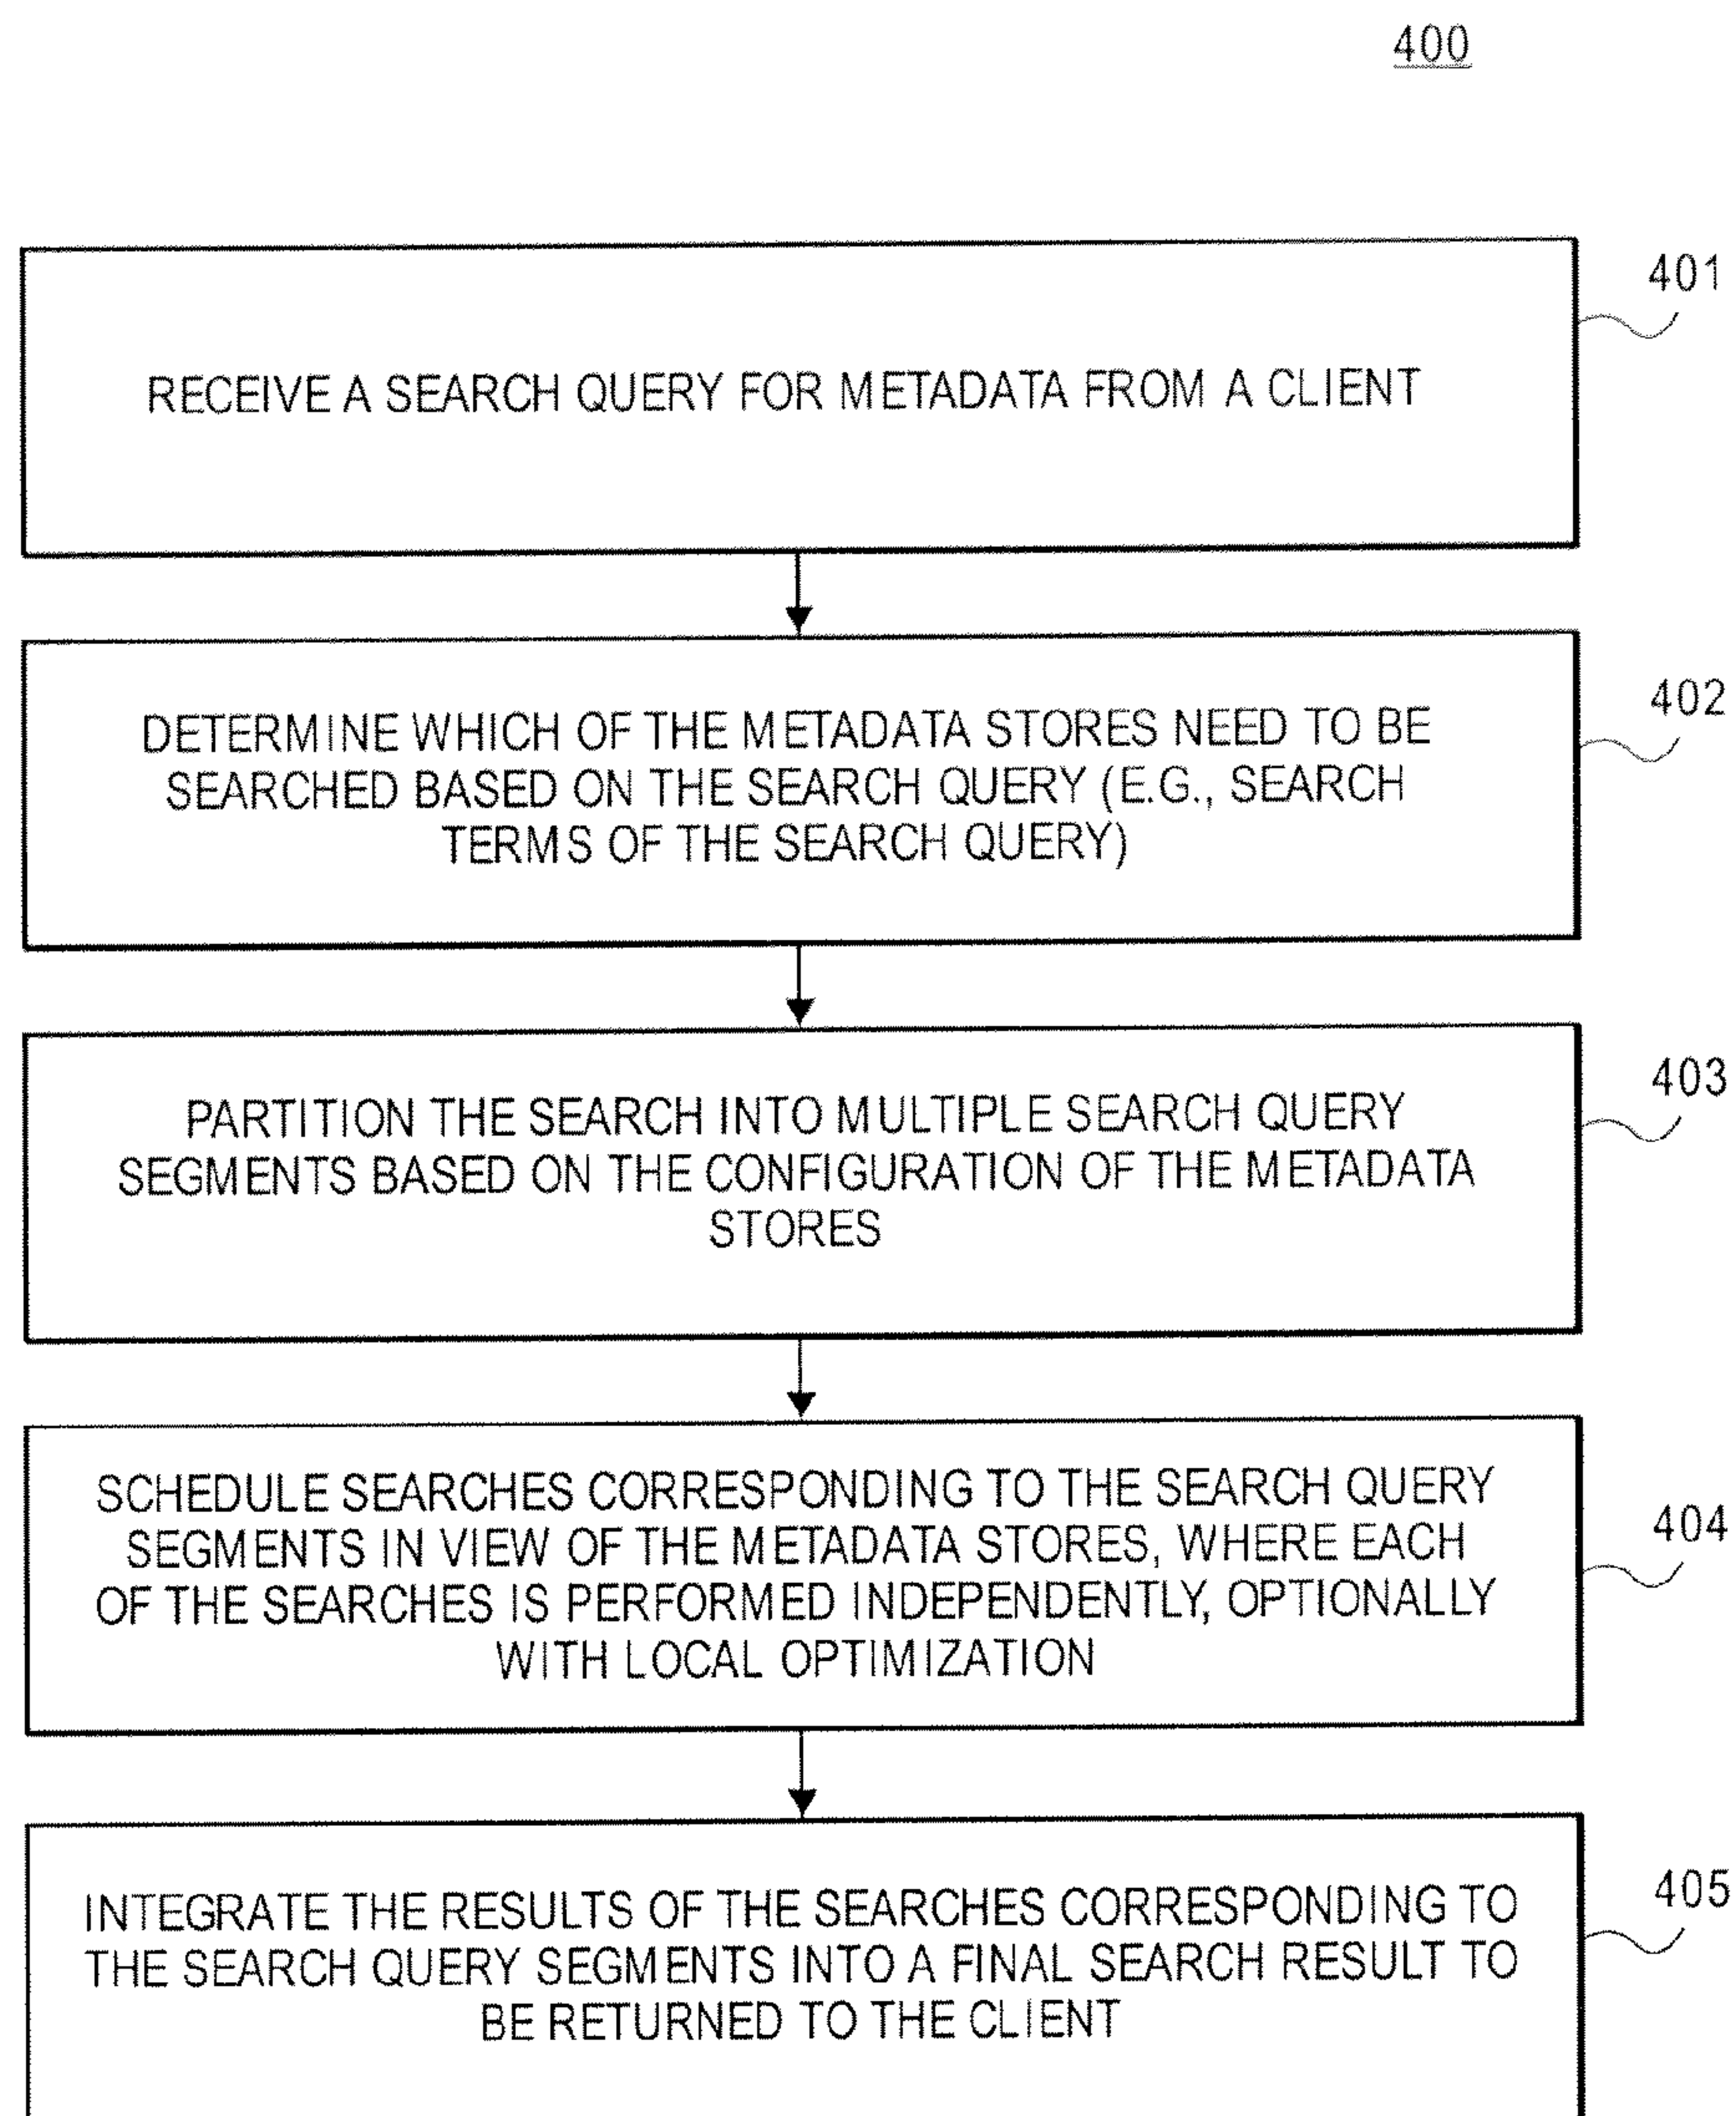 400
401
RECEIVE A SEARCH QUERY FOR METADATA FROM A CLIENT
402
DETERMINE WHICH OF THE METADATA STORES NEED TO BE
SEARCHED BASED ON THE SEARCH QUERY (E.G., SEARCH
TERMS OF THE SEARCH QUERY)
403
PARTITION THE SEARCH INTO MULTIPLE SEARCH QUERY
SEGMENTS BASED ON THE CONFIGURATION OF THE METADATA
STORES
404
SCHEDULE SEARCHES CORRESPONDING TO THE SEARCH QUERY
SEGMENTS IN VIEW OF THE METADATA STORES, WHERE EACH
OF THE SEARCHES IS PERFORMED INDEPENDENTLY, OPTIONALLY
WITH LOCAL OPTIMIZATION
405
INTEGRATE THE RESULTS OF THE SEARCHES CORRESPONDING TO
THE SEARCH QUERY SEGMENTS INTO A FINAL SEARCH RESULT TO
BE RETURNED TO THE CLIENT